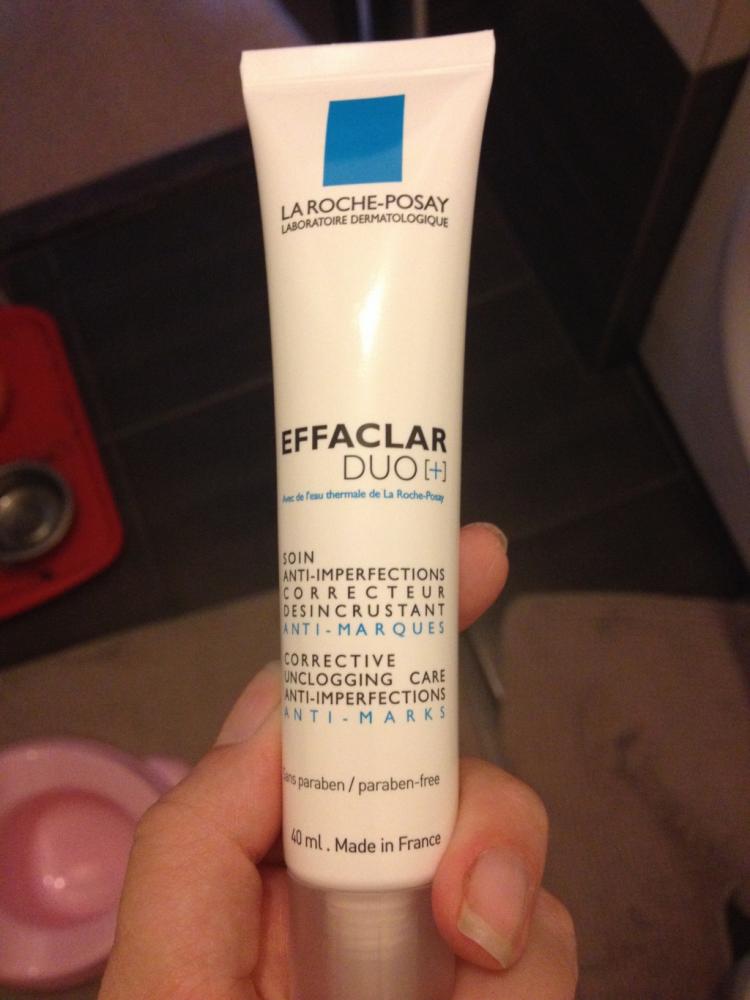 LA ROCHE-POSAY
LABORATOIRE DERMATOLOGIQUE
EFFACLAR
DUO [+]
Avec de l'eau thermale de La Roche-Posay
SOIN
ANTI-IMPERFECTIONS
CORRECTEUR
DESINCRUSTANT
ANTI-MARQUES
CORRECTIVE
UNCLOGGING CARE
ANTI-IMPERFECTIONS
ANTI-MARKS
Sans paraben / paraben-free
40 ml . Made in France